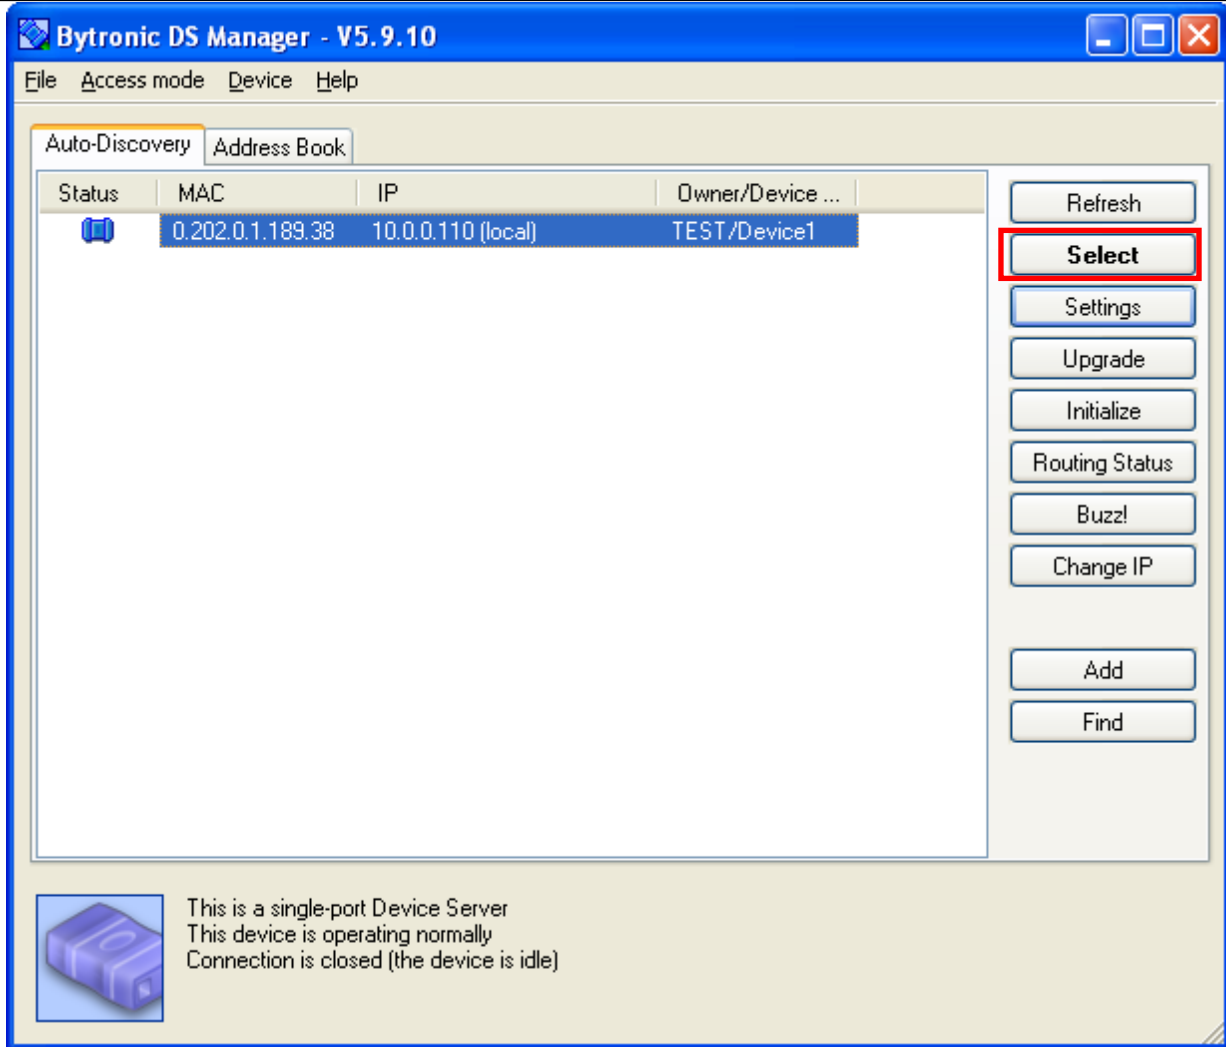 Bytronic DS Manager - V5.9.10
File Access mode Device Help
Auto-Discovery Address Book
Status MAC IP Owner/Device ...
0.202.0.1.189.38 10.0.0.110 (local) TEST/Device1
Refresh
Select
Settings
Upgrade
Initialize
Routing Status
Buzz!
Change IP
Add
Find
This is a single-port Device Server
This device is operating normally
Connection is closed (the device is idle)